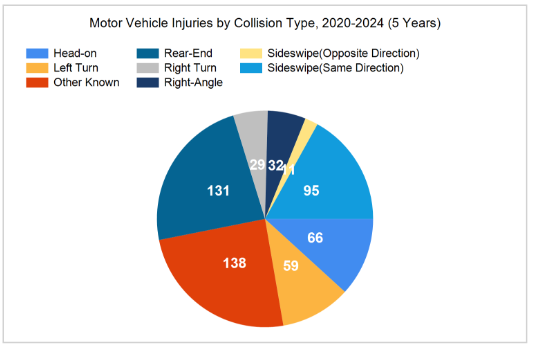 Motor Vehicle Injuries by Collision Type, 2020-2024 (5 Years)
Head-on
Rear-End
Sideswipe(Opposite Direction)
Left Turn
Right Turn
Sideswipe(Same Direction)
Other Known
Right-Angle
29
32
11
131
95
66
138
59